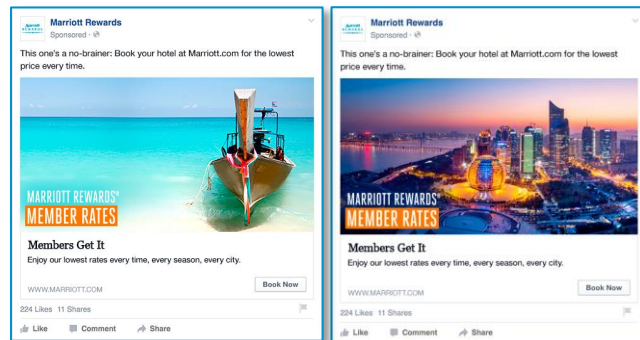 Marriott
REWARDS
Marriott Rewards
Sponsored ·
This one's a no-brainer: Book your hotel at Marriott.com for the lowest
price every time.
MARRIOTT REWARDS®
MEMBER RATES
Members Get It
Enjoy our lowest rates every time, every season, every city.
WWW.MARRIOTT.COM
Book Now
224 Likes 11 Shares
Like Comment Share
Marriott
REWARDS
Marriott Rewards
Sponsored ·
This one's a no-brainer: Book your hotel at Marriott.com for the lowest
price every time.
MARRIOTT REWARDS®
MEMBER RATES
Members Get It
Enjoy our lowest rates every time, every season, every city.
WWW.MARRIOTT.COM
Book Now
224 Likes 11 Shares
Like Comment Share